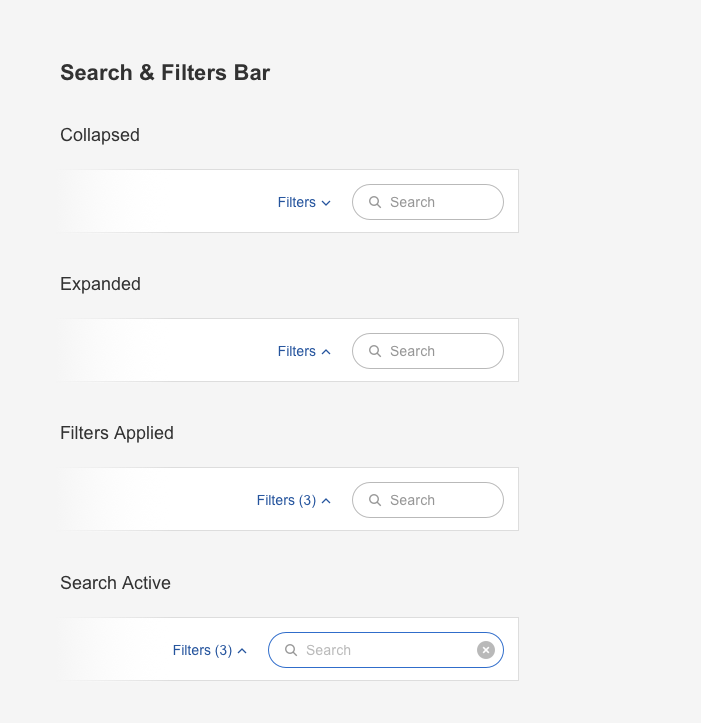 Search & Filters Bar
Collapsed
Filters Search
Expanded
Filters Search
Filters Applied
Filters (3) Search
Search Active
Filters (3) Search